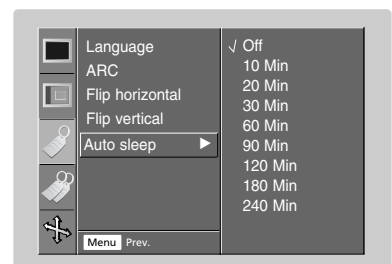 Language
ARC
Flip horizontal
Flip vertical
Auto sleep ▶
√ Off
10 Min
20 Min
30 Min
60 Min
90 Min
120 Min
180 Min
240 Min
Menu Prev.